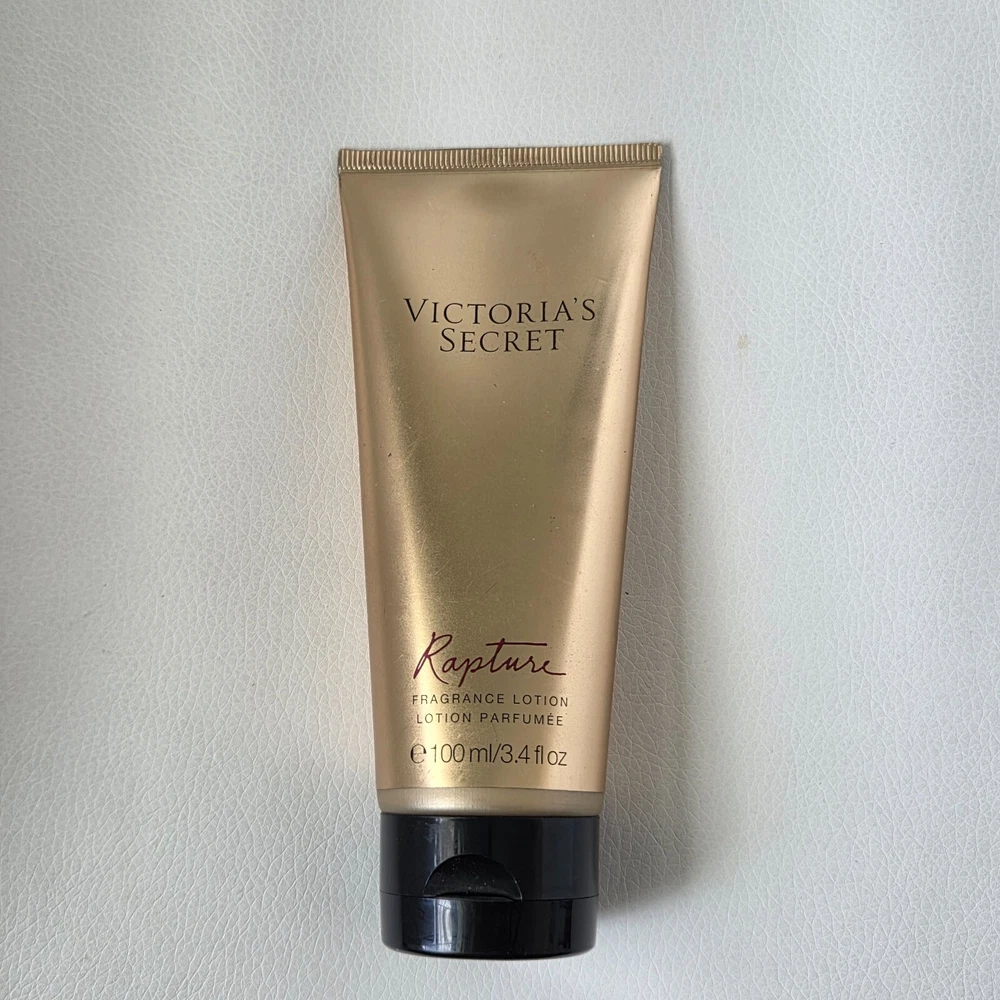 VICTORIA'S
SECRET
Rapture
FRAGRANCE LOTION
LOTION PARFUMÉE
℮100 ml/3.4 fl oz